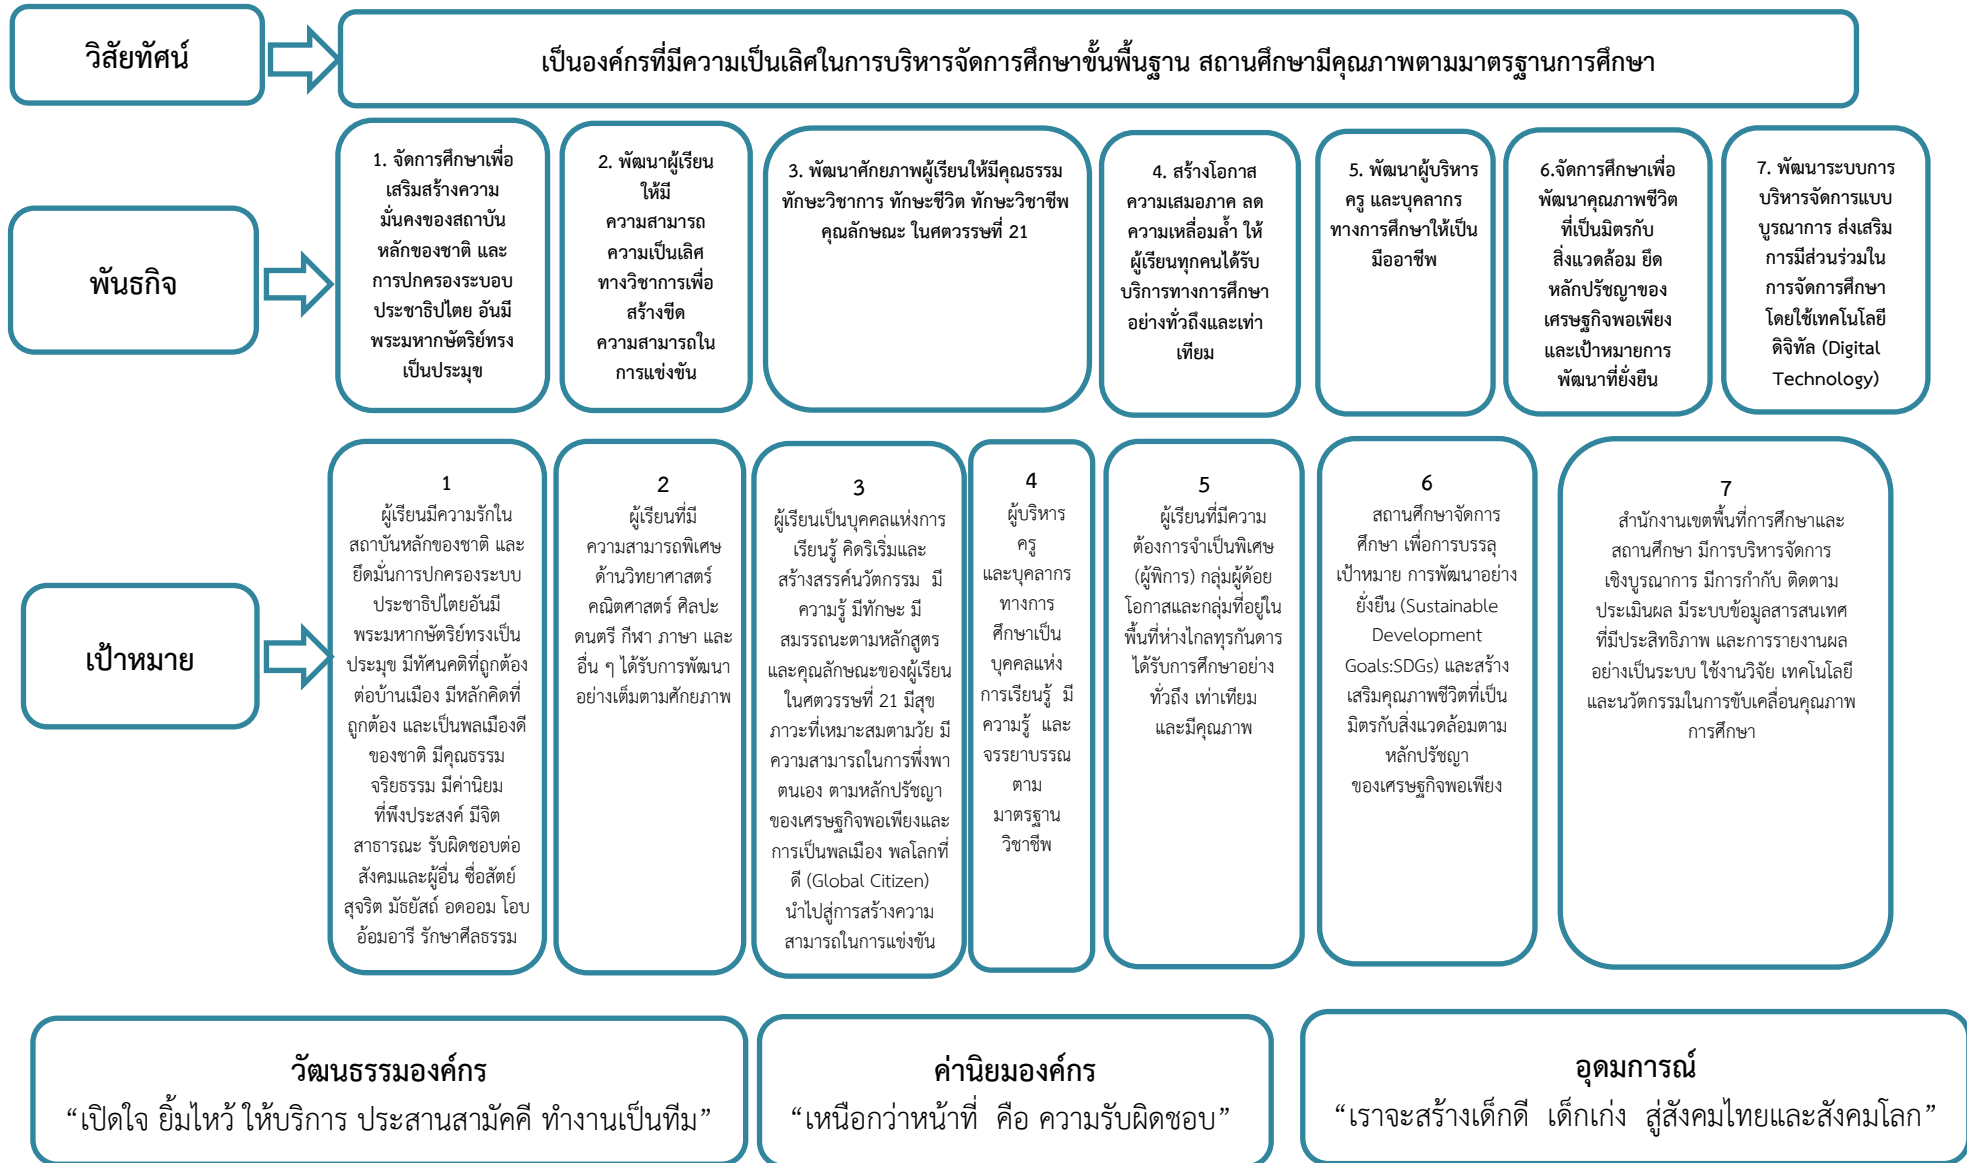 วิสัยทัศน์
เป็นองค์กรที่มีความเป็นเลิศในการบริหารจัดการศึกษาขั้นพื้นฐาน สถานศึกษามีคุณภาพตามมาตรฐานการศึกษา
พันธกิจ
1. จัดการศึกษาเพื่อ
เสริมสร้างความ
มั่นคงของสถาบัน
หลักของชาติ และ
การปกครองระบอบ
ประชาธิปไตย อันมี
พระมหากษัตริย์ทรง
เป็นประมุข
2. พัฒนาผู้เรียน
ให้มี
ความสามารถ
ความเป็นเลิศ
ทางวิชาการเพื่อ
สร้างขีด
ความสามารถใน
การแข่งขัน
3. พัฒนาศักยภาพผู้เรียนให้มีคุณธรรม
ทักษะวิชาการ ทักษะชีวิต ทักษะวิชาชีพ
คุณลักษณะ ในศตวรรษที่ 21
4. สร้างโอกาส
ความเสมอภาค ลด
ความเหลื่อมล้ำ ให้
ผู้เรียนทุกคนได้รับ
บริการทางการศึกษา
อย่างทั่วถึงและเท่า
เทียม
5. พัฒนาผู้บริหาร
ครู และบุคลากร
ทางการศึกษาให้เป็น
มืออาชีพ
6.จัดการศึกษาเพื่อ
พัฒนาคุณภาพชีวิต
ที่เป็นมิตรกับ
สิ่งแวดล้อม ยึด
หลักปรัชญาของ
เศรษฐกิจพอเพียง
และเป้าหมายการ
พัฒนาที่ยั่งยืน
7. พัฒนาระบบการ
บริหารจัดการแบบ
บูรณาการ ส่งเสริม
การมีส่วนร่วมใน
การจัดการศึกษา
โดยใช้เทคโนโลยี
ดิจิทัล (Digital
Technology)
เป้าหมาย
1
ผู้เรียนมีความรักใน
สถาบันหลักของชาติ และ
ยึดมั่นการปกครองระบบ
ประชาธิปไตยอันมี
พระมหากษัตริย์ทรงเป็น
ประมุข มีทัศนคติที่ถูกต้อง
ต่อบ้านเมือง มีหลักคิดที่
ถูกต้อง และเป็นพลเมืองดี
ของชาติ มีคุณธรรม
จริยธรรม มีค่านิยม
ที่พึงประสงค์ มีจิต
สาธารณะ รับผิดชอบต่อ
สังคมและผู้อื่น ซื่อสัตย์
สุจริต มัธยัสถ์ อดออม โอบ
อ้อมอารี รักษาศีลธรรม
2
ผู้เรียนที่มี
ความสามารถพิเศษ
ด้านวิทยาศาสตร์
คณิตศาสตร์ ศิลปะ
ดนตรี กีฬา ภาษา และ
อื่น ๆ ได้รับการพัฒนา
อย่างเต็มตามศักยภาพ
3
ผู้เรียนเป็นบุคคลแห่งการ
เรียนรู้ คิดริเริ่มและ
สร้างสรรค์นวัตกรรม มี
ความรู้ มีทักษะ มี
สมรรถนะตามหลักสูตร
และคุณลักษณะของผู้เรียน
ในศตวรรษที่ 21 มีสุข
ภาวะที่เหมาะสมตามวัย มี
ความสามารถในการพึ่งพา
ตนเอง ตามหลักปรัชญา
ของเศรษฐกิจพอเพียงและ
การเป็นพลเมือง พลโลกที่
ดี (Global Citizen)
นำไปสู่การสร้างความ
สามารถในการแข่งขัน
4
ผู้บริหาร
ครู
และบุคลากร
ทางการ
ศึกษาเป็น
บุคคลแห่ง
การเรียนรู้ มี
ความรู้ และ
จรรยาบรรณ
ตาม
มาตรฐาน
วิชาชีพ
5
ผู้เรียนที่มีความ
ต้องการจำเป็นพิเศษ
(ผู้พิการ) กลุ่มผู้ด้อย
โอกาสและกลุ่มที่อยู่ใน
พื้นที่ห่างไกลทุรกันดาร
ได้รับการศึกษาอย่าง
ทั่วถึง เท่าเทียม
และมีคุณภาพ
6
สถานศึกษาจัดการ
ศึกษา เพื่อการบรรลุ
เป้าหมาย การพัฒนาอย่าง
ยั่งยืน (Sustainable
Development
Goals:SDGs) และสร้าง
เสริมคุณภาพชีวิตที่เป็น
มิตรกับสิ่งแวดล้อมตาม
หลักปรัชญา
ของเศรษฐกิจพอเพียง
7
สำนักงานเขตพื้นที่การศึกษาและ
สถานศึกษา มีการบริหารจัดการ
เชิงบูรณาการ มีการกำกับ ติดตาม
ประเมินผล มีระบบข้อมูลสารสนเทศ
ที่มีประสิทธิภาพ และการรายงานผล
อย่างเป็นระบบ ใช้งานวิจัย เทคโนโลยี
และนวัตกรรมในการขับเคลื่อนคุณภาพ
การศึกษา
วัฒนธรรมองค์กร
“เปิดใจ ยิ้มไหว้ ให้บริการ ประสานสามัคคี ทำงานเป็นทีม”
ค่านิยมองค์กร
“เหนือกว่าหน้าที่ คือ ความรับผิดชอบ”
อุดมการณ์
“เราจะสร้างเด็กดี เด็กเก่ง สู่สังคมไทยและสังคมโลก”